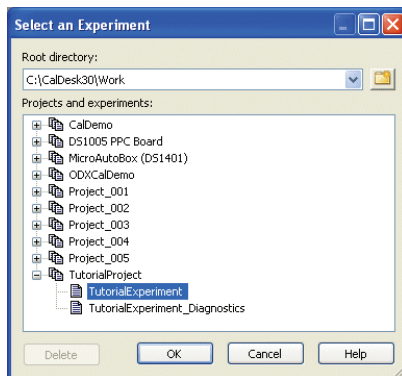 Select an Experiment
Root directory:
C:\CalDesk30\Work
Projects and experiments:
CalDemo
DS1005 PPC Board
MicroAutoBox (DS1401)
ODXCalDemo
Project_001
Project_002
Project_003
Project_004
Project_005
TutorialProject
TutorialExperiment
TutorialExperiment_Diagnostics
Delete OK Cancel Help